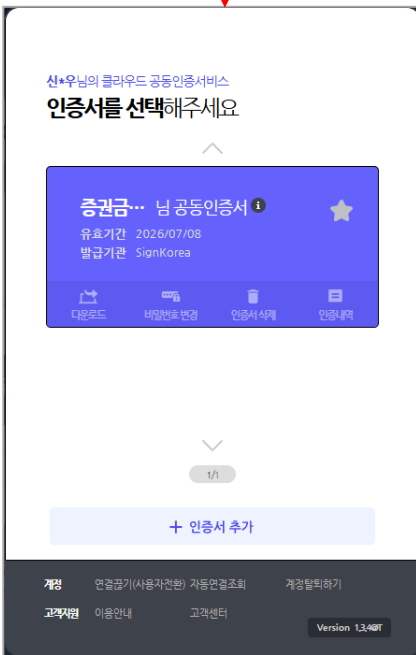 신*우님의 클라우드 공동인증서비스
인증서를 선택해주세요
증권금… 님 공동인증서
유효기간 2026/07/08
발급기관 SignKorea
다운로드 비밀번호 변경 인증서 삭제 인증내역
1/1
+ 인증서 추가
계정 연결끊기(사용자전환) 자동연결조회 계정탈퇴하기
고객지원 이용안내 고객센터
Version